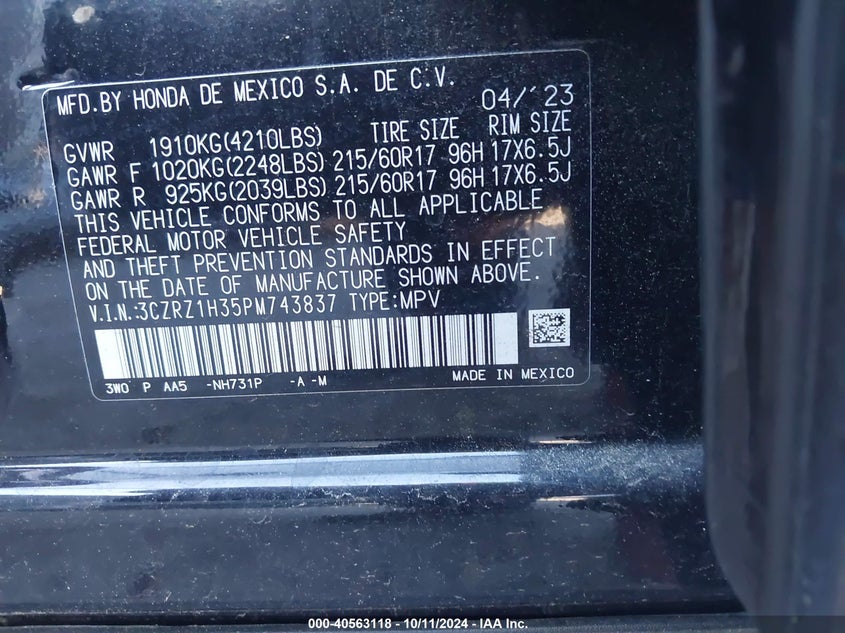 MFD.BY HONDA DE MEXICO S.A. DE C.V. 04/'23
TIRE SIZE RIM SIZE
GVWR 1910KG(4210LBS)
GAWR F 1020KG(2248LBS) 215/60R17 96H 17X6.5J
GAWR R 925KG(2039LBS) 215/60R17 96H 17X6.5J
THIS VEHICLE CONFORMS TO ALL APPLICABLE
FEDERAL MOTOR VEHICLE SAFETY
AND THEFT PREVENTION STANDARDS IN EFFECT
ON THE DATE OF MANUFACTURE SHOWN ABOVE.
V.I.N.:3CZRZ1H35PM743837 TYPE:MPV
3W0 P AA5 -NH731P -A -M MADE IN MEXICO
000-40563118 - 10/11/2024 - IAA Inc.